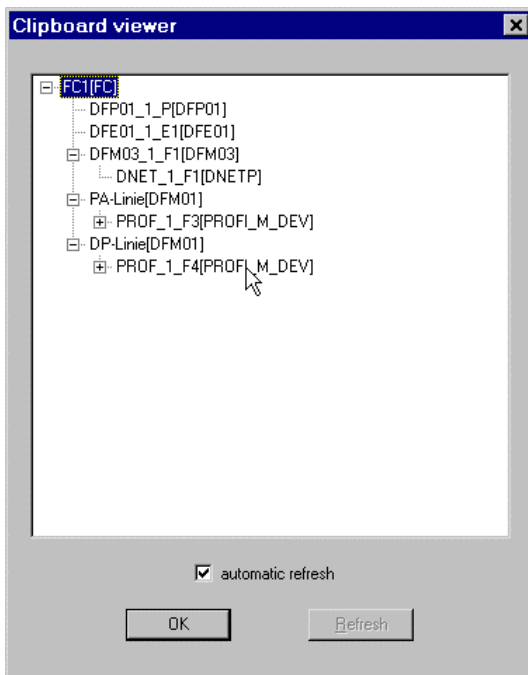 Clipboard viewer
FC1[FC]
DFP01_1_P[DFP01]
DFE01_1_E1[DFE01]
DFM03_1_F1[DFM03]
DNET_1_F1[DNETP]
PA-Linie[DFM01]
PROF_1_F3[PROFI_M_DEV]
DP-Linie[DFM01]
PROF_1_F4[PROFI_M_DEV]
automatic refresh
OK
Refresh